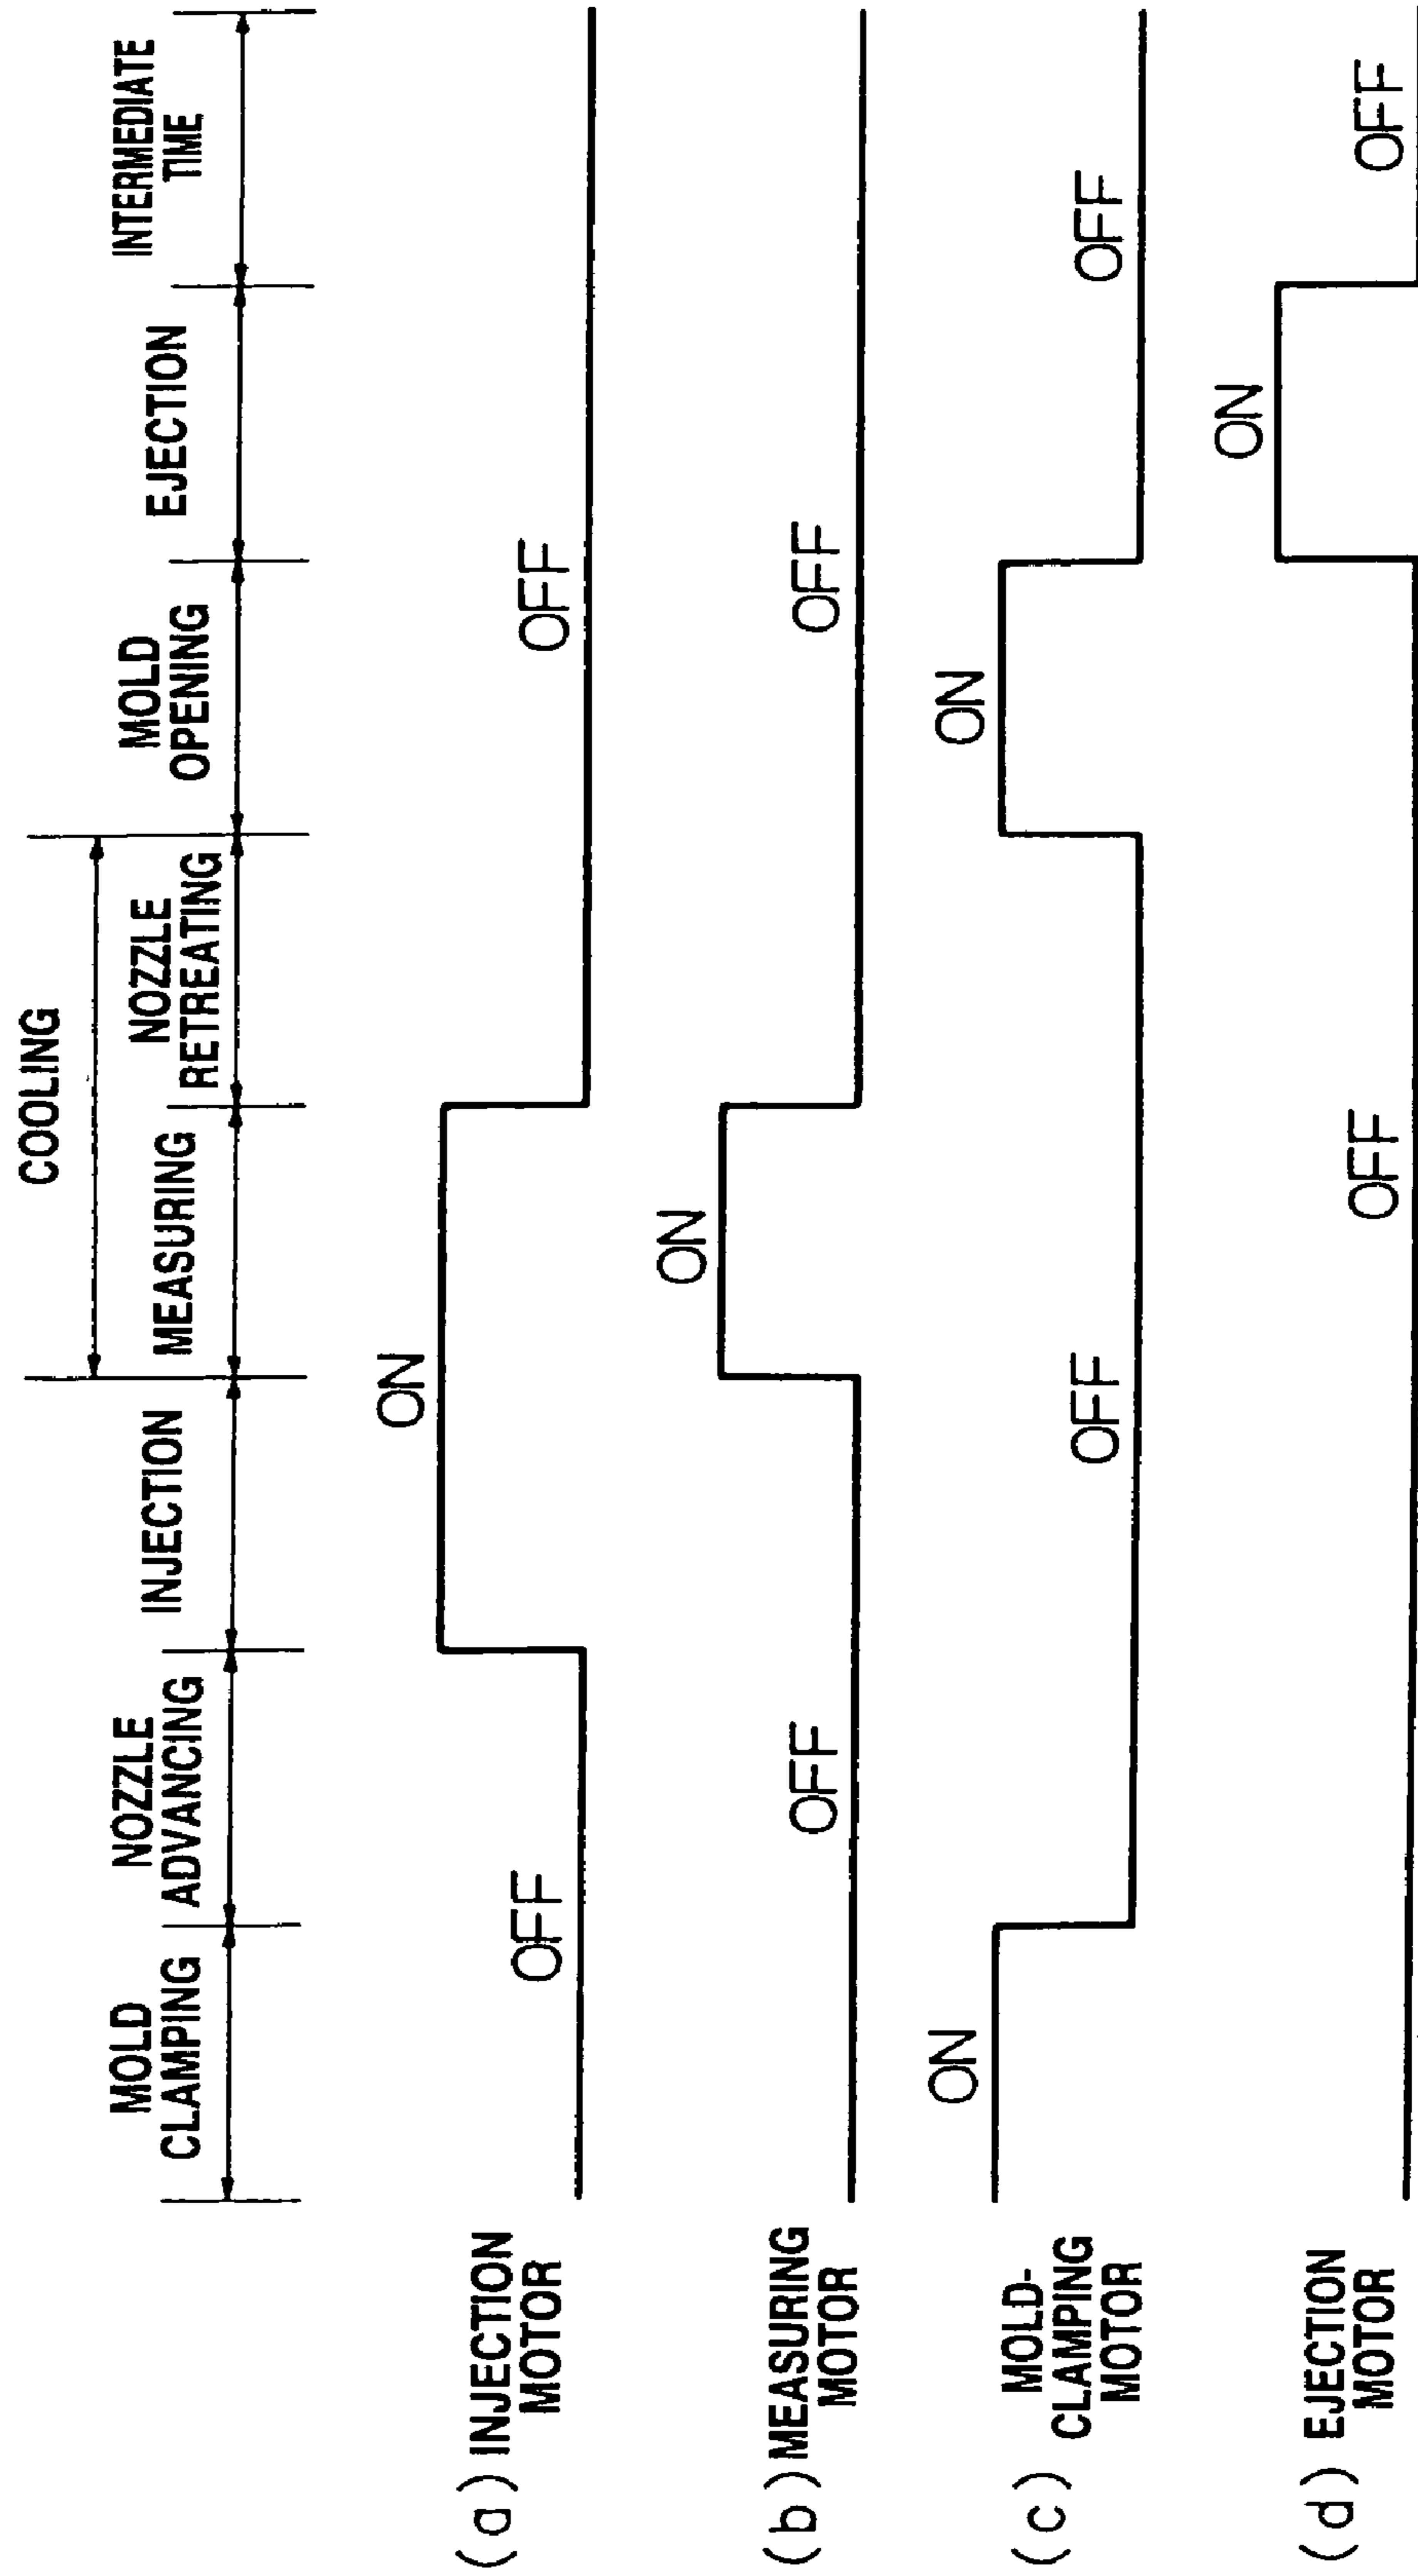 COOLING
MOLD
CLAMPING
NOZZLE
ADVANCING
INJECTION
MEASURING
NOZZLE
RETREATING
MOLD
OPENING
EJECTION
INTERMEDIATE
TIME
(a) INJECTION
MOTOR
OFF
ON
OFF
(b) MEASURING
MOTOR
OFF
ON
OFF
(c) MOLD-
CLAMPING
MOTOR
ON
OFF
ON
OFF
(d) EJECTION
MOTOR
OFF
ON
OFF